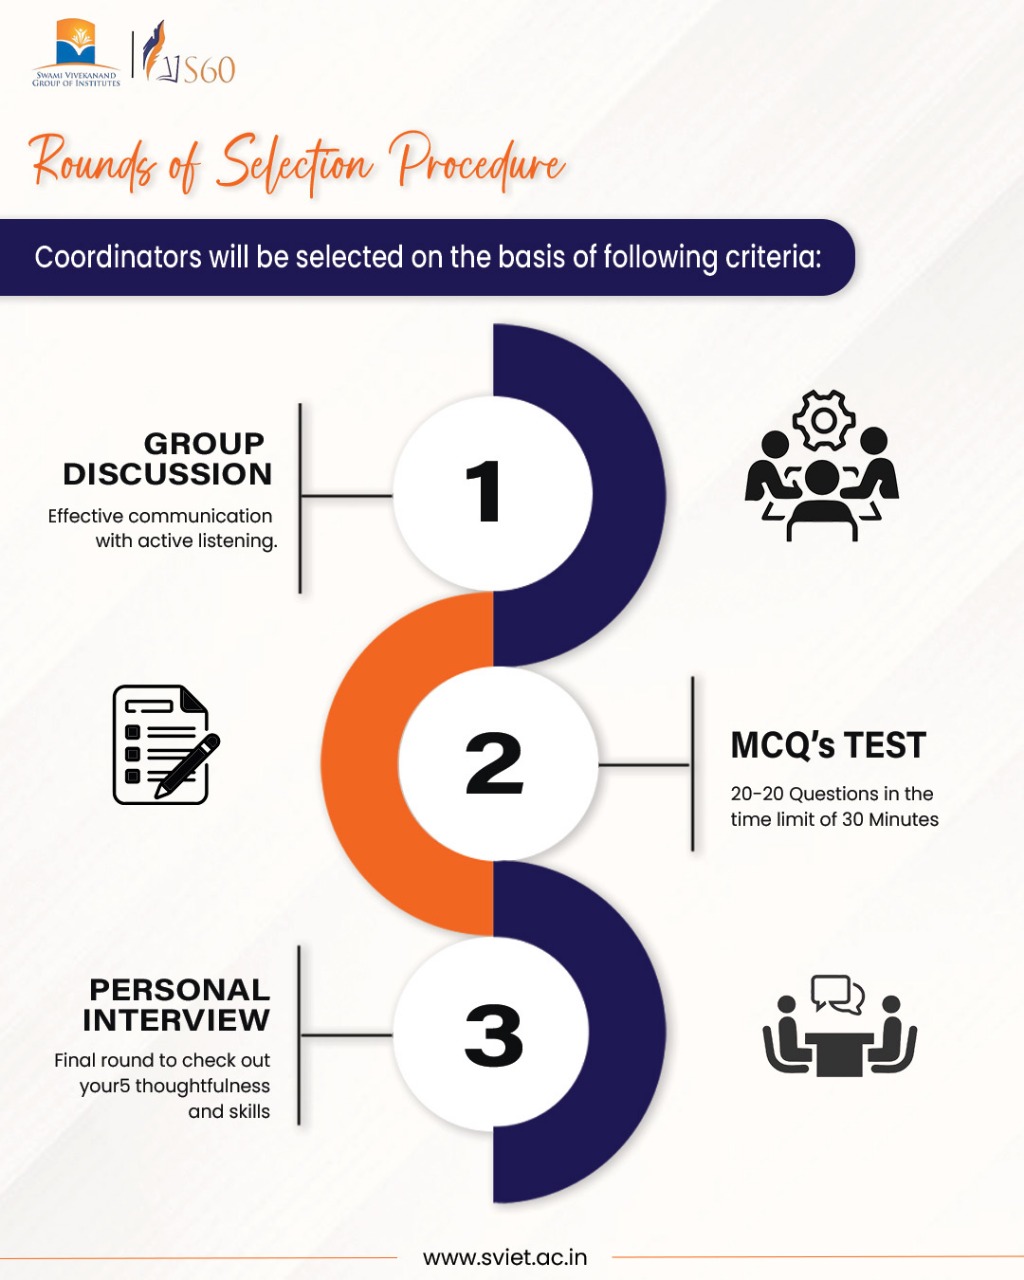 SWAMI VIVEKANAND
GROUP OF INSTITUTES
S60
Rounds of Selection Procedure
Coordinators will be selected on the basis of following criteria:
GROUP
DISCUSSION
Effective communication
with active listening.
1
2
MCQ's TEST
20-20 Questions in the
time limit of 30 Minutes
PERSONAL
INTERVIEW
Final round to check out
your5 thoughtfulness
and skills
3
www.sviet.ac.in